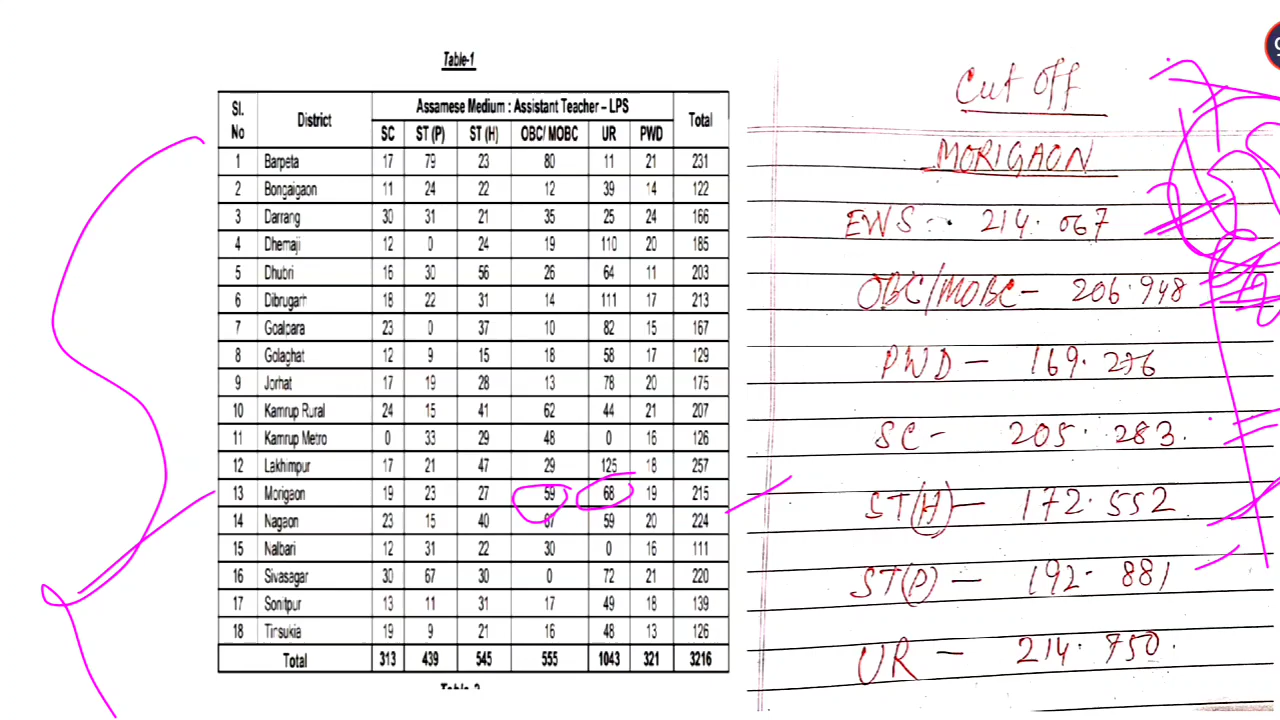 Table-1
Sl. No District Assamese Medium : Assistant Teacher – LPS Total
SC ST (P) ST (H) OBC/ MOBC UR PWD
1 Barpeta 17 79 23 80 11 21 231
2 Bongaigaon 11 24 22 12 39 14 122
3 Darrang 30 31 21 35 25 24 166
4 Dhemaji 12 0 24 19 110 20 185
5 Dhubri 16 30 56 26 64 11 203
6 Dibrugarh 18 22 31 14 111 17 213
7 Goalpara 23 0 37 10 82 15 167
8 Golaghat 12 9 15 18 58 17 129
9 Jorhat 17 19 28 13 78 20 175
10 Kamrup Rural 24 15 41 62 44 21 207
11 Kamrup Metro 0 33 29 48 0 16 126
12 Lakhimpur 17 21 47 29 125 18 257
13 Morigaon 19 23 27 59 68 19 215
14 Nagaon 23 15 40 67 59 20 224
15 Nalbari 12 31 22 30 0 16 111
16 Sivasagar 30 67 30 0 72 21 220
17 Sonitpur 13 11 31 17 49 18 139
18 Tinsukia 19 9 21 16 48 13 126
Total 313 439 545 555 1043 321 3216
Cut Off
MORIGAON
EWS :- 214.067
OBC/MOBC- 206.948
PWD - 169.276
SC - 205.283.
ST(H) - 172.552
ST(P) - 192.881
UR - 214.750.